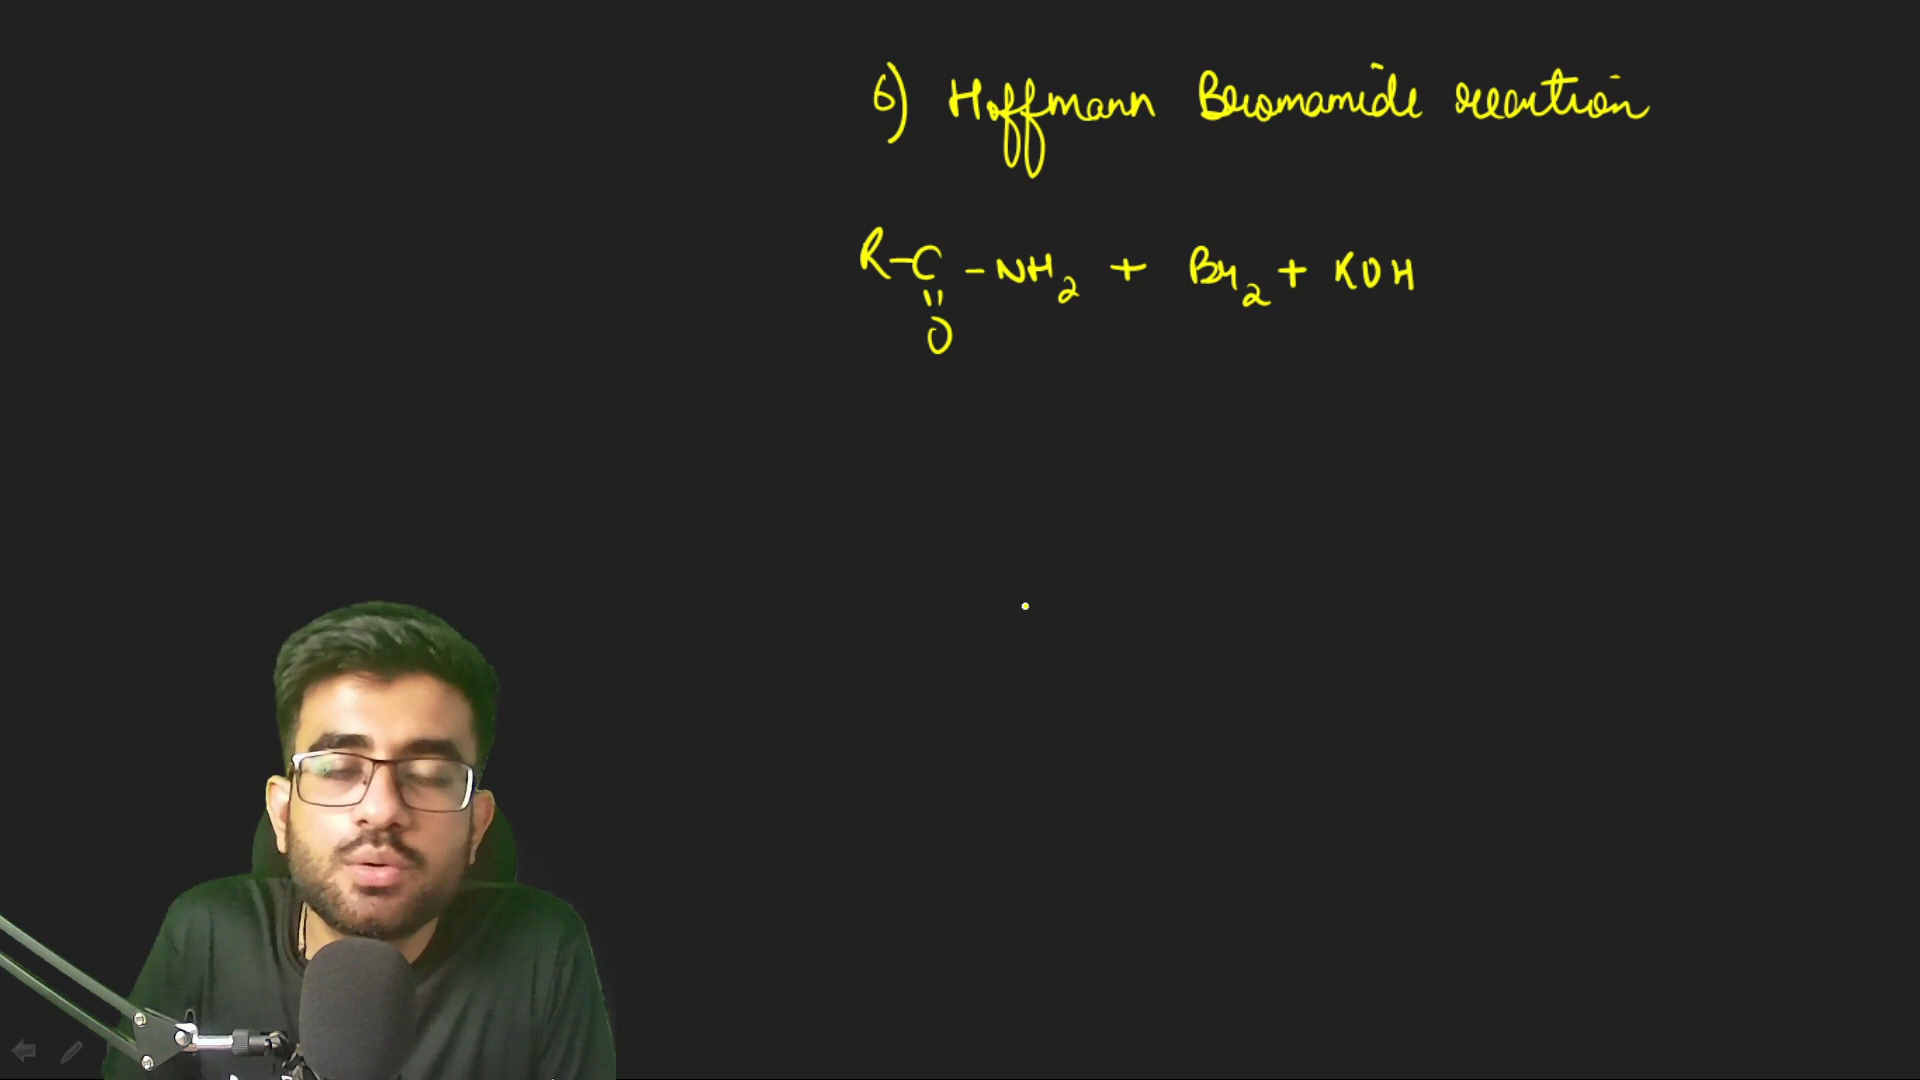 6) Hoffmann Bromamide reaction
R-C-NH2 + Br2 + KOH
"
O